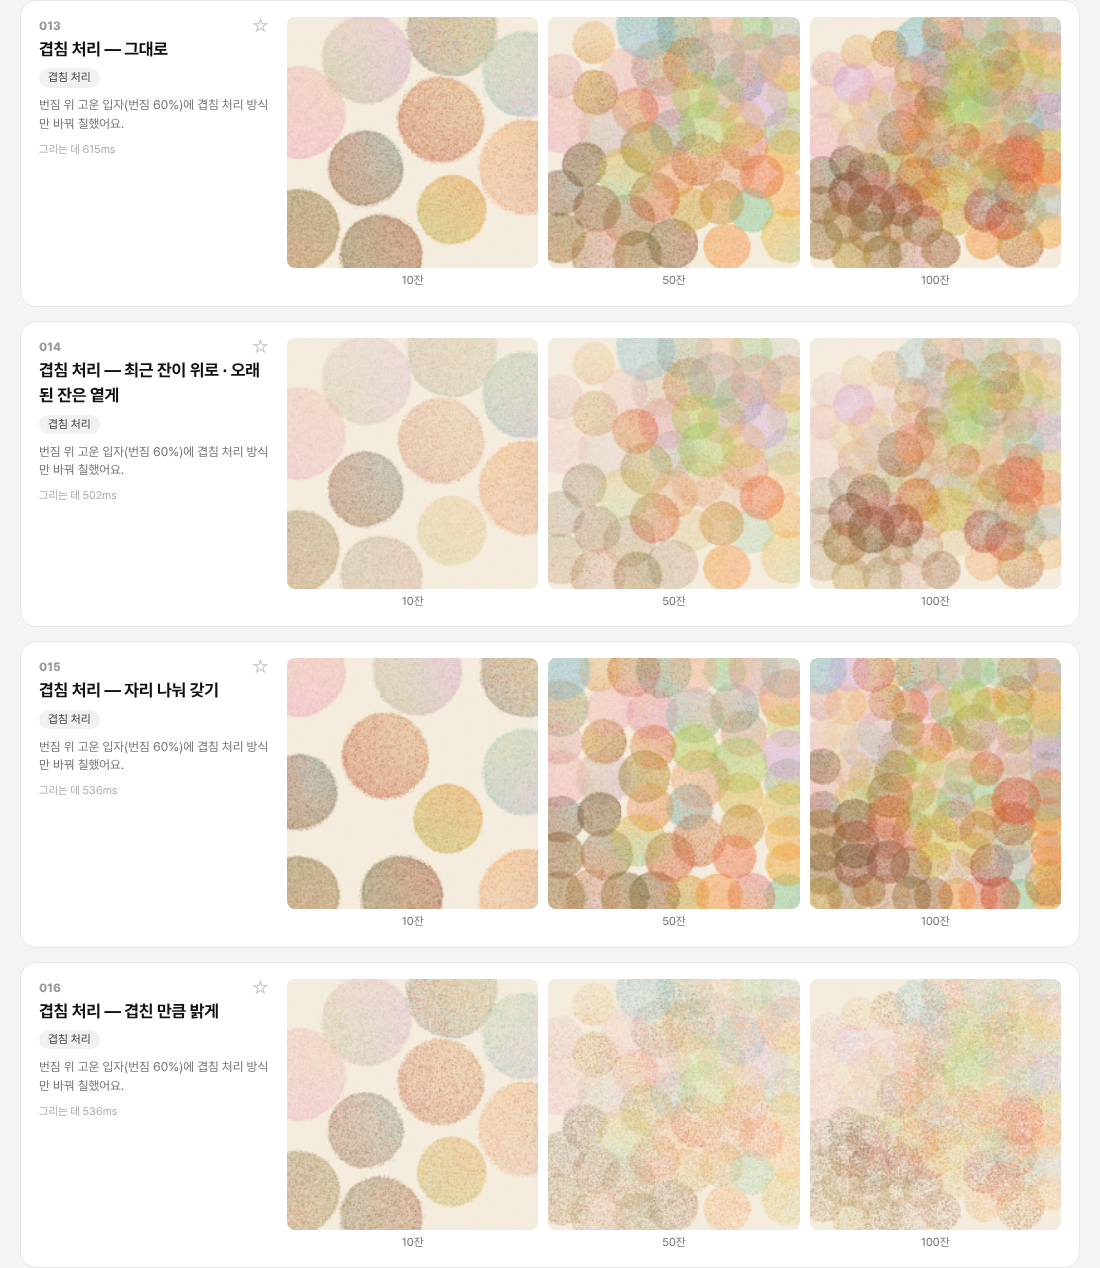 013 ☆
겹침 처리 — 그대로
겹침 처리
번짐 위 고운 입자(번짐 60%)에 겹침 처리 방식
만 바꿔 칠했어요.
그리는 데 615ms
10잔
50잔
100잔
014 ☆
겹침 처리 — 최근 잔이 위로 · 오래
된 잔은 옅게
겹침 처리
번짐 위 고운 입자(번짐 60%)에 겹침 처리 방식
만 바꿔 칠했어요.
그리는 데 502ms
10잔
50잔
100잔
015 ☆
겹침 처리 — 자리 나눠 갖기
겹침 처리
번짐 위 고운 입자(번짐 60%)에 겹침 처리 방식
만 바꿔 칠했어요.
그리는 데 536ms
10잔
50잔
100잔
016 ☆
겹침 처리 — 겹친 만큼 밝게
겹침 처리
번짐 위 고운 입자(번짐 60%)에 겹침 처리 방식
만 바꿔 칠했어요.
그리는 데 536ms
10잔
50잔
100잔